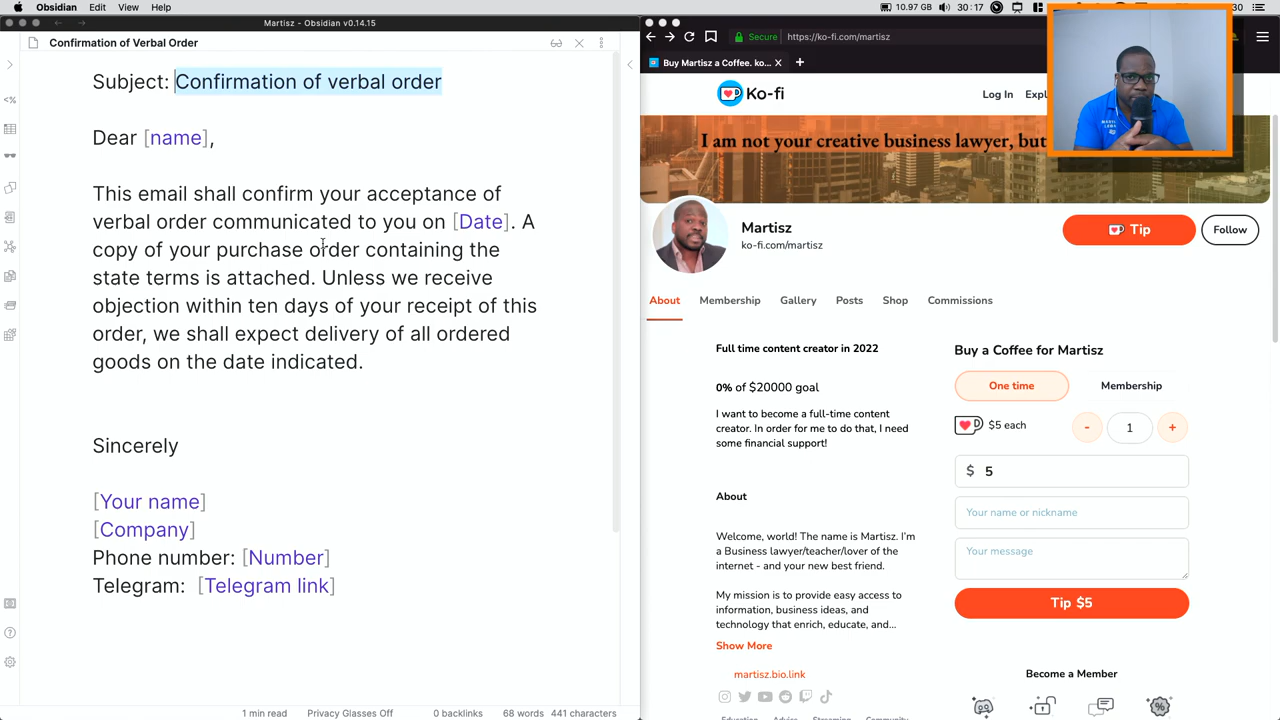 Obsidian Edit View Help
10.97 GB 30:17
30
Martisz - Obsidian v0.14.15
Confirmation of Verbal Order
Subject: Confirmation of verbal order
Dear [name],
This email shall confirm your acceptance of
verbal order communicated to you on [Date]. A
copy of your purchase order containing the
state terms is attached. Unless we receive
objection within ten days of your receipt of this
order, we shall expect delivery of all ordered
goods on the date indicated.
Sincerely
[Your name]
[Company]
Phone number: [Number]
Telegram: [Telegram link]
1 min read Privacy Glasses Off 0 backlinks 68 words 441 characters
Secure https://ko-fi.com/martisz
Buy Martisz a Coffee. ko...
Ko-fi
Log In Expl
I am not your creative business lawyer, but
Martisz
ko-fi.com/martisz
Tip
Follow
About Membership Gallery Posts Shop Commissions
Full time content creator in 2022
0% of $20000 goal
I want to become a full-time content
creator. In order for me to do that, I need
some financial support!
About
Welcome, world! The name is Martisz. I'm
a Business lawyer/teacher/lover of the
internet - and your new best friend.
My mission is to provide easy access to
information, business ideas, and
technology that enrich, educate, and...
Show More
martisz.bio.link
Education Advice Streaming Community
Buy a Coffee for Martisz
One time Membership
$5 each - 1 +
$ 5
Your name or nickname
Your message
Tip $5
Become a Member